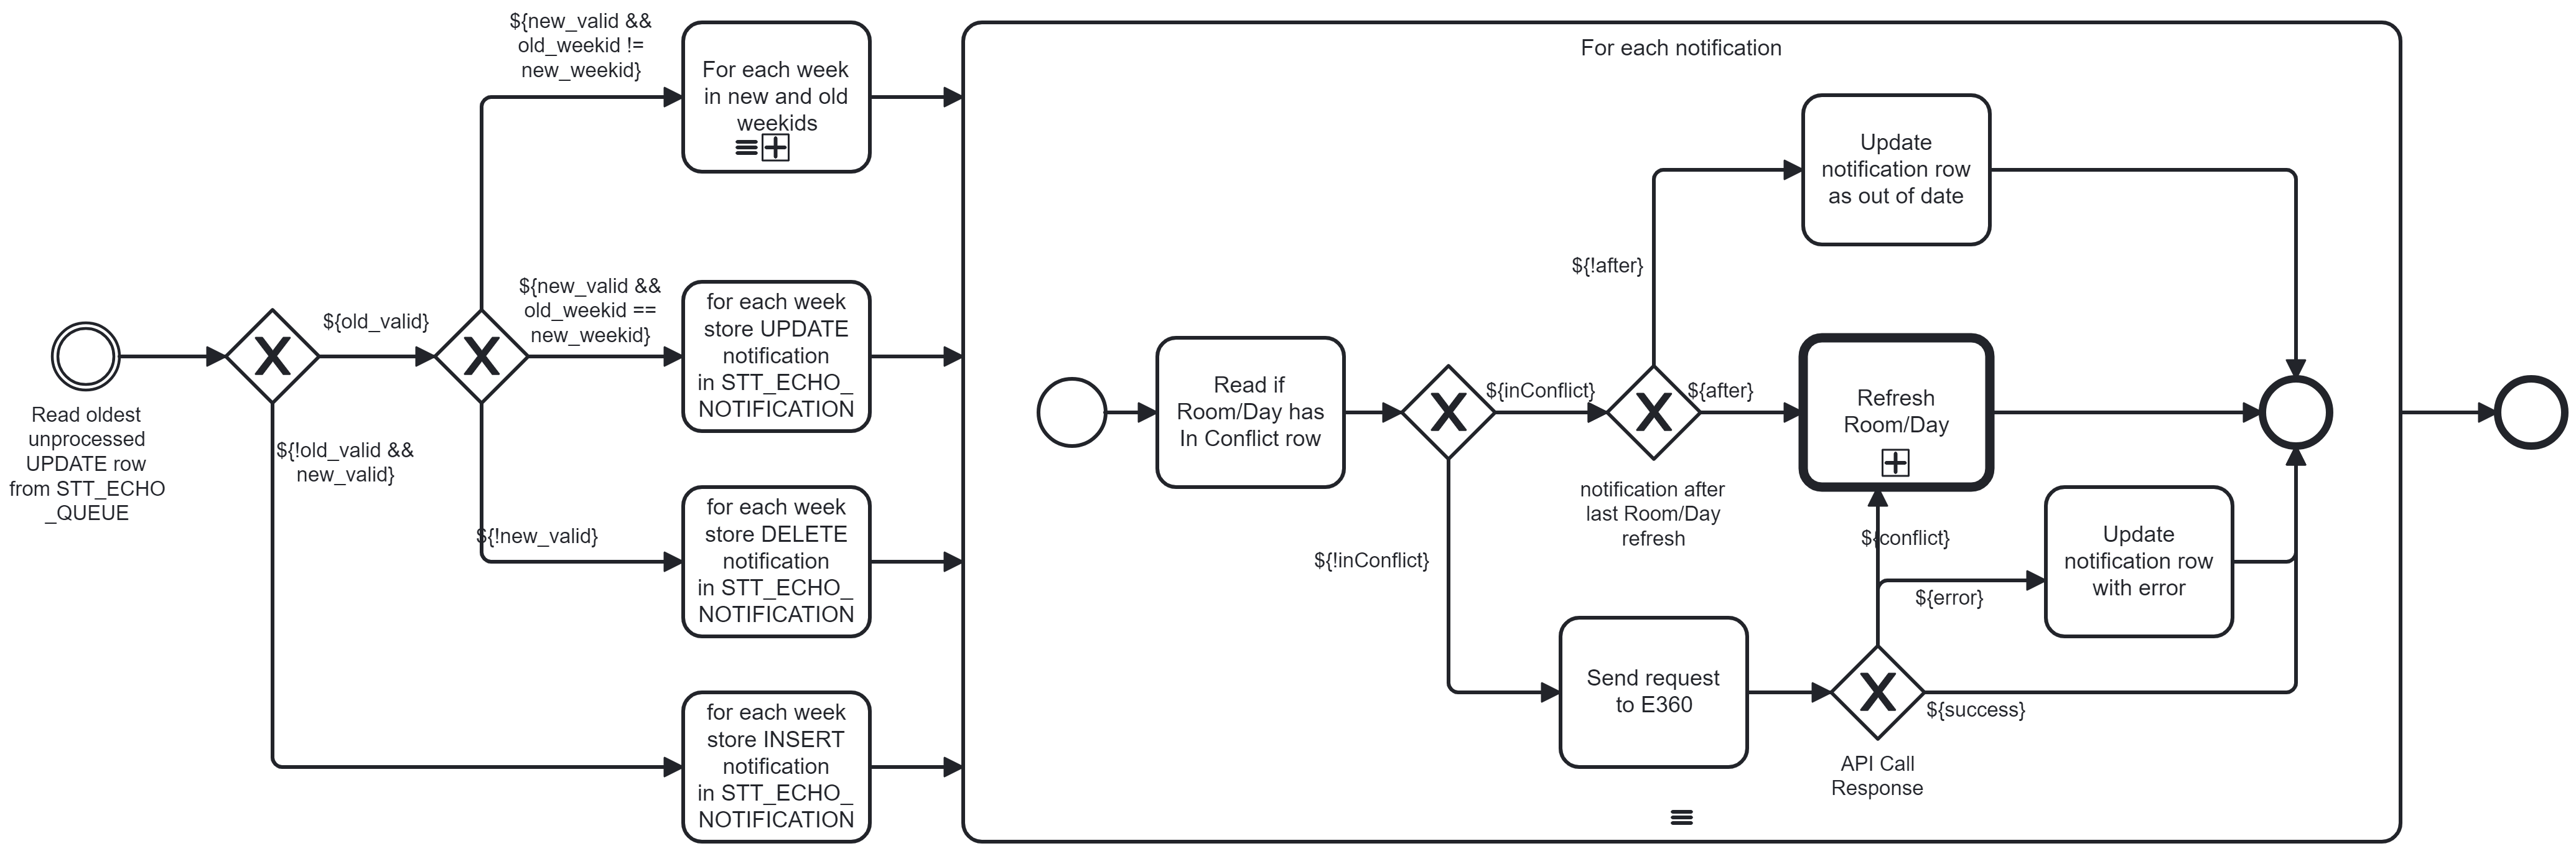 ${new_valid &&
old_weekid !=
new_weekid}
For each week
in new and old
weekids
For each notification
Update
notification row
as out of date
${!after}
${old_valid}
${new_valid &&
old_weekid ==
new_weekid}
for each week
store UPDATE
notification
in STT_ECHO_
NOTIFICATION
Read oldest
unprocessed
UPDATE row
from STT_ECHO
_QUEUE
${!old_valid &&
new_valid}
Read if
Room/Day has
In Conflict row
${inConflict}
${after}
Refresh
Room/Day
notification after
last Room/Day
refresh
${!new_valid}
for each week
store DELETE
notification
in STT_ECHO_
NOTIFICATION
${!inConflict}
${conflict}
${error}
Update
notification row
with error
Send request
to E360
${success}
API Call
Response
for each week
store INSERT
notification
in STT_ECHO_
NOTIFICATION